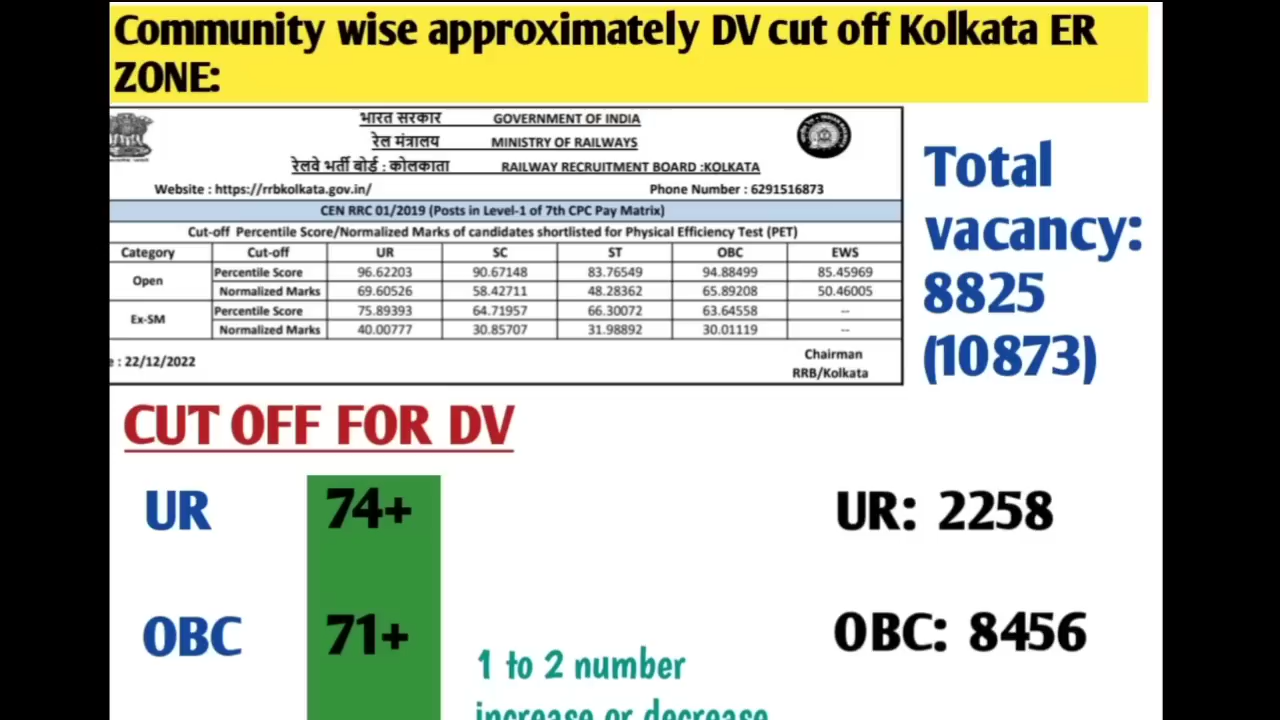 Community wise approximately DV cut off Kolkata ER
ZONE:
भारत सरकार GOVERNMENT OF INDIA
रेल मंत्रालय MINISTRY OF RAILWAYS
रेलवे भर्ती बोर्ड : कोलकाता RAILWAY RECRUITMENT BOARD :KOLKATA
Website : https://rrbkolkata.gov.in/ Phone Number : 6291516873
CEN RRC 01/2019 (Posts in Level-1 of 7th CPC Pay Matrix)
Cut-off Percentile Score/Normalized Marks of candidates shortlisted for Physical Efficiency Test (PET)
Category Cut-off UR SC ST OBC EWS
Open
Percentile Score 96.62203 90.67148 83.76549 94.88499 85.45969
Normalized Marks 69.60526 58.42711 48.28362 65.89208 50.46005
Ex-SM
Percentile Score 75.89393 64.71957 66.30072 63.64558 --
Normalized Marks 40.00777 30.85707 31.98892 30.01119 --
: 22/12/2022
Chairman
RRB/Kolkata
Total
vacancy:
8825
(10873)
CUT OFF FOR DV
UR 74+ UR: 2258
OBC 71+ OBC: 8456
1 to 2 number
increase or decrease